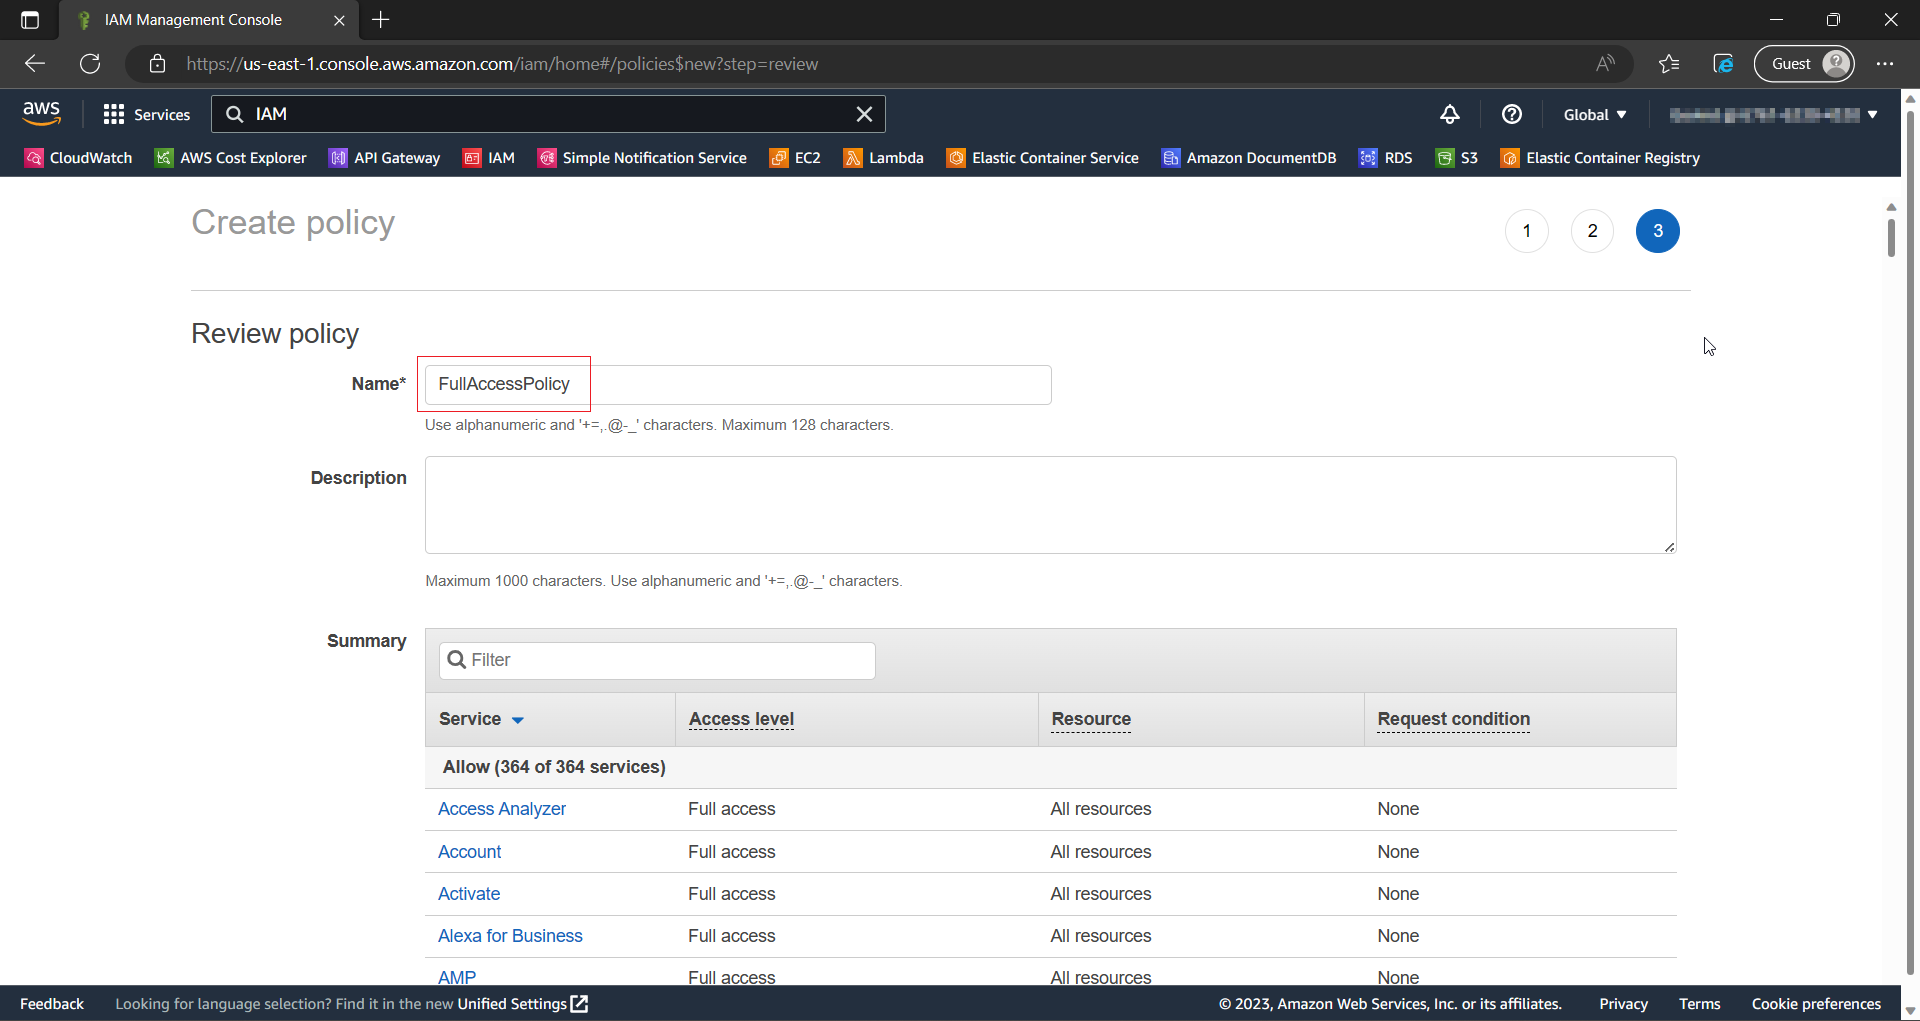 IAM Management Console
https://us-east-1.console.aws.amazon.com/iam/home#/policies$new?step=review
Guest
aws
Services
IAM
Global
CloudWatch
AWS Cost Explorer
API Gateway
IAM
Simple Notification Service
EC2
Lambda
Elastic Container Service
Amazon DocumentDB
RDS
S3
Elastic Container Registry
Create policy
1
2
3
Review policy
Name*
FullAccessPolicy
Use alphanumeric and '+=,.@-_' characters. Maximum 128 characters.
Description
Maximum 1000 characters. Use alphanumeric and '+=,.@-_' characters.
Summary
Filter
Service
Access level
Resource
Request condition
Allow (364 of 364 services)
Access Analyzer
Full access
All resources
None
Account
Full access
All resources
None
Activate
Full access
All resources
None
Alexa for Business
Full access
All resources
None
AMP
Full access
All resources
None
Feedback
Looking for language selection? Find it in the new Unified Settings
© 2023, Amazon Web Services, Inc. or its affiliates.
Privacy
Terms
Cookie preferences